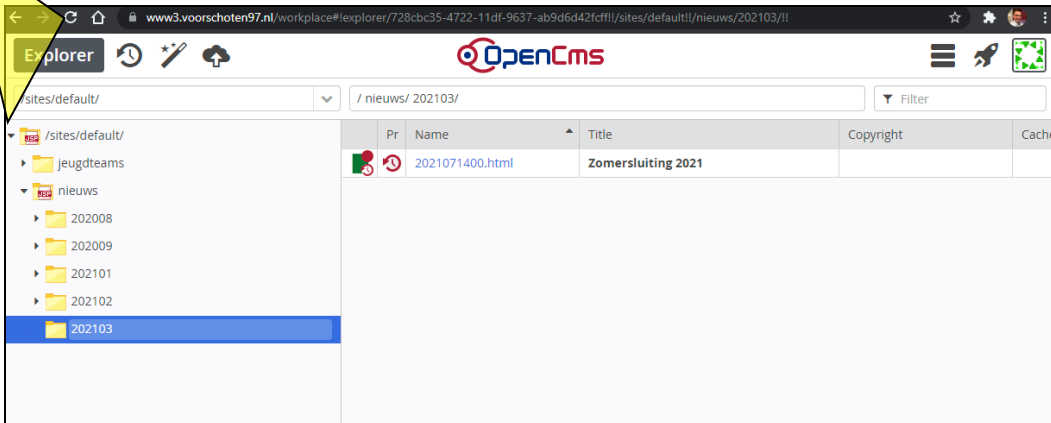 www3.voorschoten97.nl/workplace#!explorer/728cbc35-4722-11df-9637-ab9d6d42fcff!!/sites/default!!/nieuws/202103/!!
Explorer
OpenCms
/sites/default/
/ nieuws/ 202103/
Filter
/sites/default/
jeugdteams
nieuws
202008
202009
202101
202102
202103
Pr Name Title Copyright Cache
2021071400.html Zomersluiting 2021